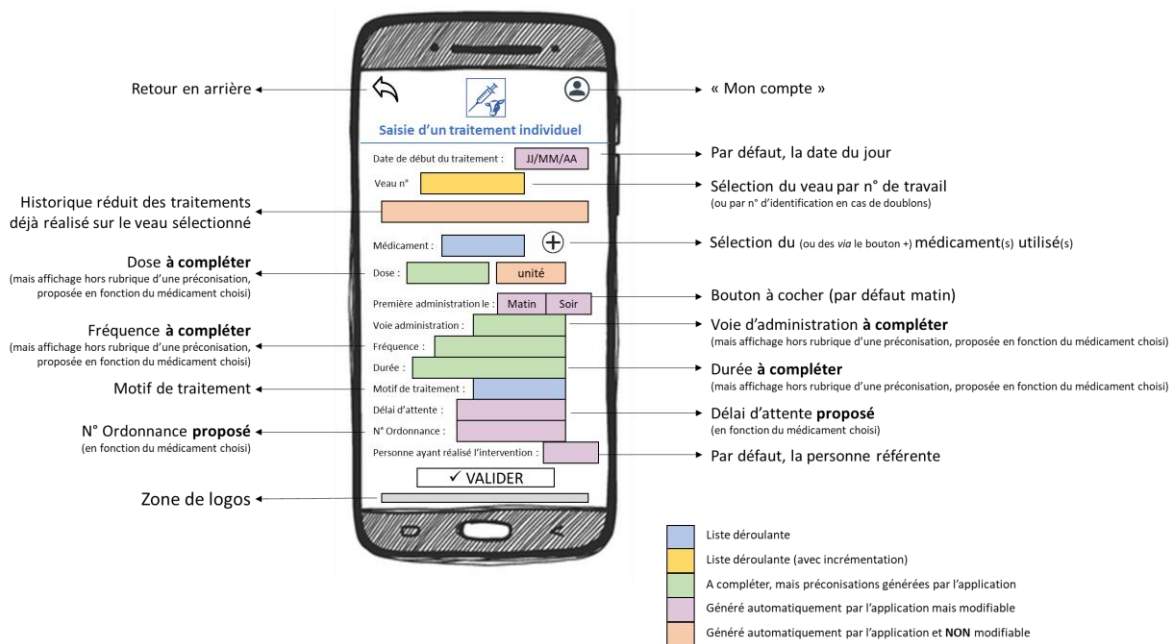 Retour en arrière
« Mon compte »
Saisie d'un traitement individuel
Date de début du traitement :
JJ/MM/AA
Par défaut, la date du jour
Veau n°
Sélection du veau par n° de travail
(ou par n° d'identification en cas de doublons)
Historique réduit des traitements
déjà réalisé sur le veau sélectionné
Médicament :
Sélection du (ou des via le bouton +) médicament(s) utilisé(s)
Dose à compléter
(mais affichage hors rubrique d'une préconisation,
proposée en fonction du médicament choisi)
Dose :
unité
Première administration le :
Matin
Soir
Bouton à cocher (par défaut matin)
Voie administration :
Voie d'administration à compléter
(mais affichage hors rubrique d'une préconisation, proposée en fonction du médicament choisi)
Fréquence à compléter
(mais affichage hors rubrique d'une préconisation,
proposée en fonction du médicament choisi)
Fréquence :
Durée :
Durée à compléter
(mais affichage hors rubrique d'une préconisation, proposée en fonction du médicament choisi)
Motif de traitement
Motif de traitement :
Délai d'attente :
Délai d'attente proposé
(en fonction du médicament choisi)
N° Ordonnance proposé
(en fonction du médicament choisi)
N° Ordonnance :
Personne ayant réalisé l'intervention :
Par défaut, la personne référente
✓ VALIDER
Zone de logos
Liste déroulante
Liste déroulante (avec incrémentation)
A compléter, mais préconisations générées par l'application
Généré automatiquement par l'application mais modifiable
Généré automatiquement par l'application et NON modifiable